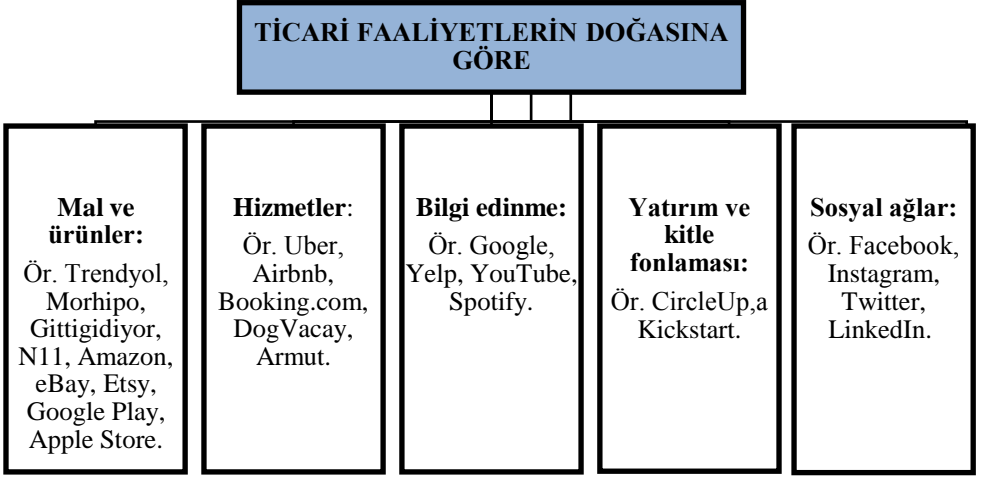 TİCARİ FAALİYETLERİN DOĞASINA
GÖRE
Mal ve
ürünler:
Ör. Trendyol,
Morhipo,
Gittigidiyor,
N11, Amazon,
eBay, Etsy,
Google Play,
Apple Store.
Hizmetler:
Ör. Uber,
Airbnb,
Booking.com,
DogVacay,
Armut.
Bilgi edinme:
Ör. Google,
Yelp, YouTube,
Spotify.
Yatırım ve
kitle
fonlaması:
Ör. CircleUp,a
Kickstart.
Sosyal ağlar:
Ör. Facebook,
Instagram,
Twitter,
LinkedIn.